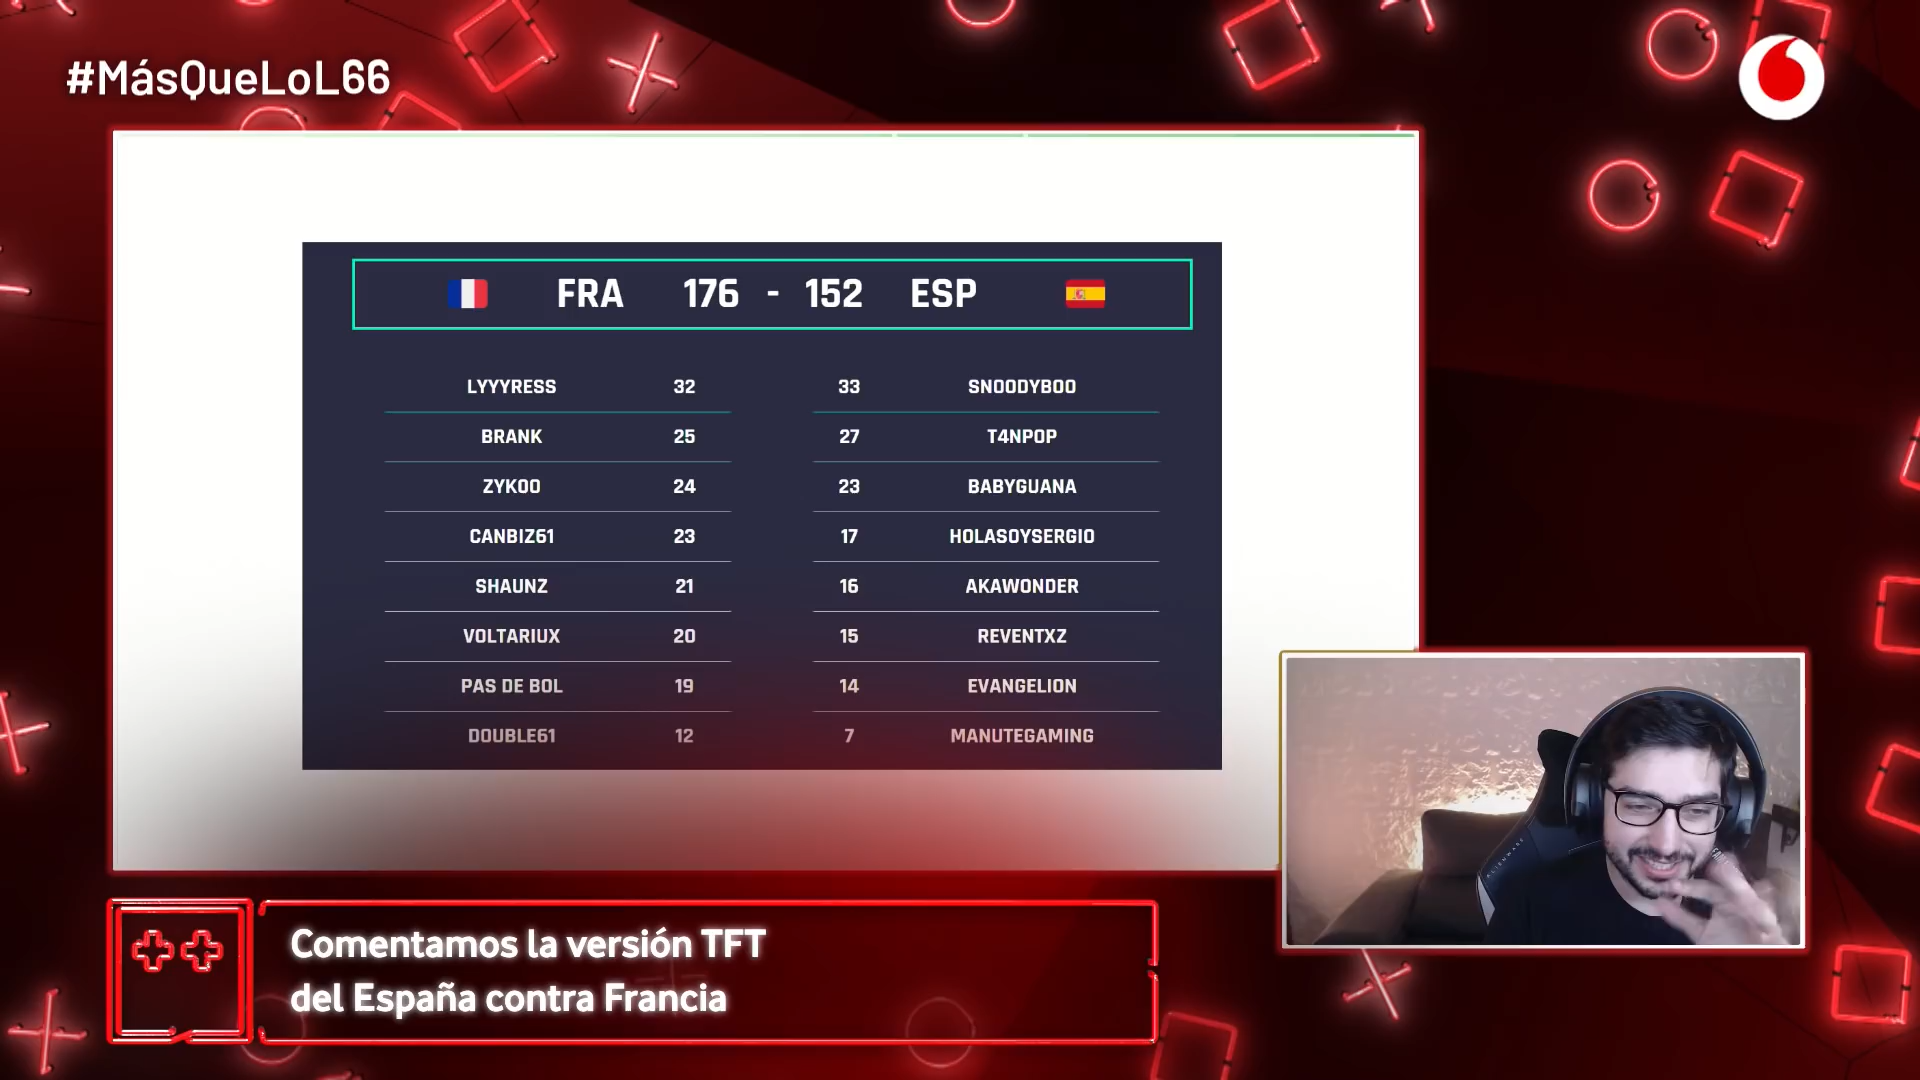 #MásQueLoL66
FRA 176 - 152 ESP
LYYYRESS 32 33 SNOODYBOO
BRANK 25 27 T4NPOP
ZYKOO 24 23 BABYGUANA
CANBIZ61 23 17 HOLASOYSERGIO
SHAUNZ 21 16 AKAWONDER
VOLTARIUX 20 15 REVENTXZ
PAS DE BOL 19 14 EVANGELION
DOUBLE61 12 7 MANUTEGAMING
ALIENWARE
Comentamos la versión TFT
del España contra Francia